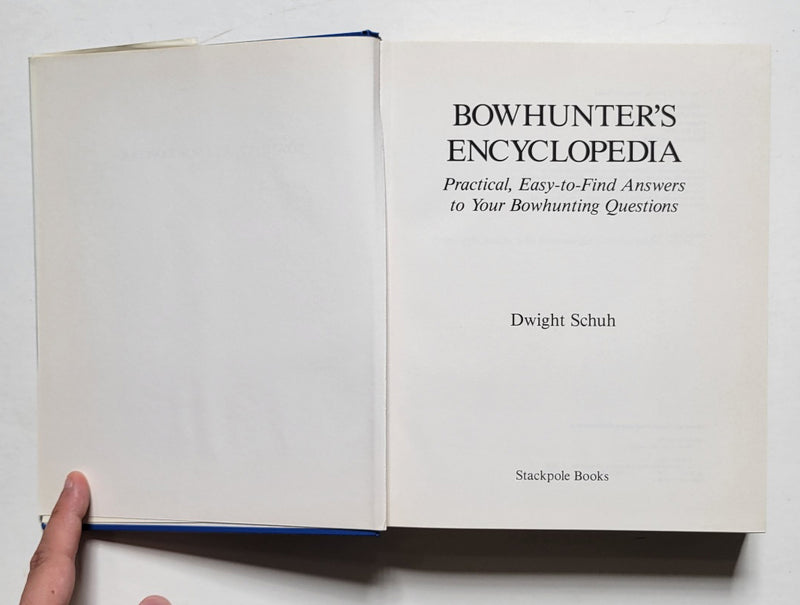 BOWHUNTER'S
ENCYCLOPEDIA
Practical, Easy-to-Find Answers
to Your Bowhunting Questions
Dwight Schuh
Stackpole Books